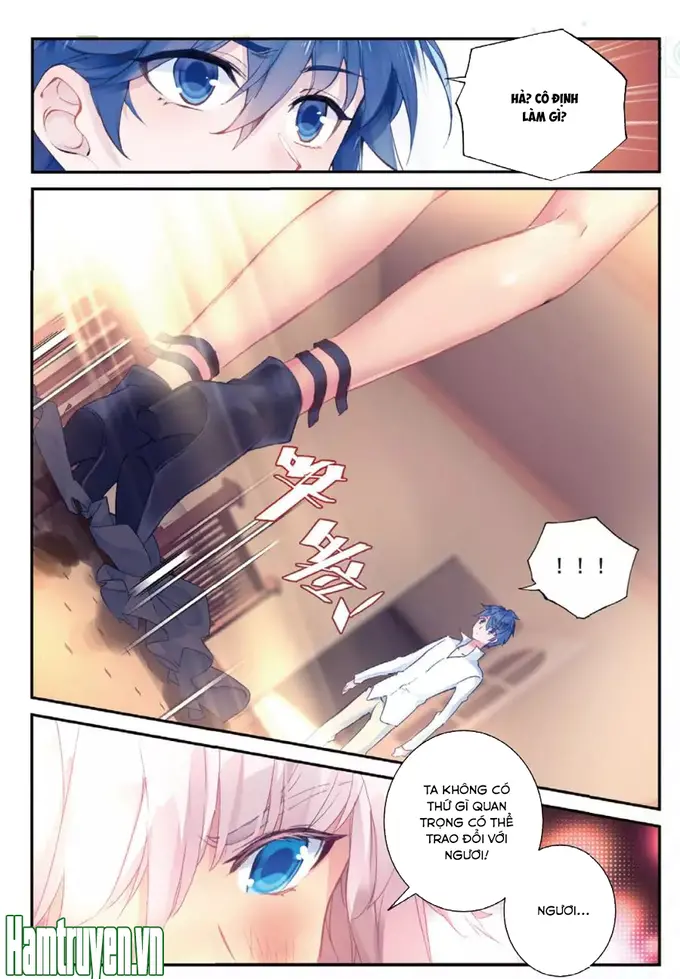 HẢ? CÔ ĐỊNH
LÀM GÌ?
! ! !
TA KHÔNG CÓ
THỨ GÌ QUAN
TRỌNG CÓ THỂ
TRAO ĐỔI VỚI
NGƯƠI!
NGƯƠI...
Hamtruyen.vn